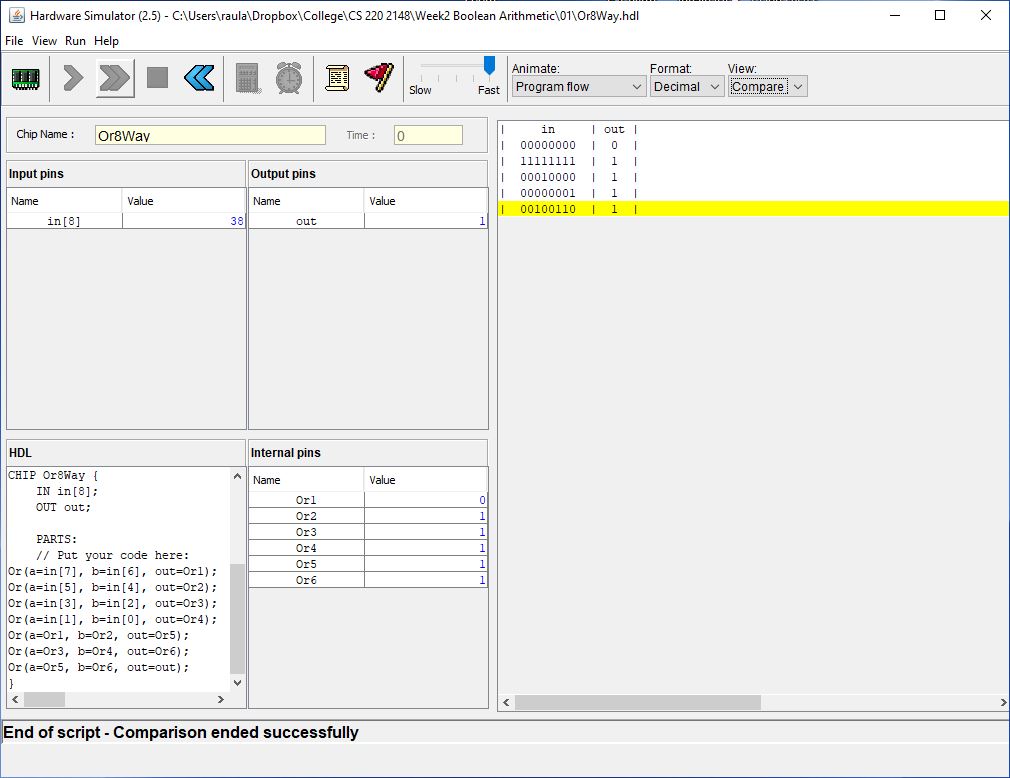 Hardware Simulator (2.5) - C:\Users\raula\Dropbox\College\CS 220 2148\Week2 Boolean Arithmetic\01\Or8Way.hdl
File View Run Help
Slow Fast
Animate: Format: View:
Program flow Decimal Compare
Chip Name : Or8Way Time : 0
Input pins
Name Value
in[8] 38
Output pins
Name Value
out 1
HDL
CHIP Or8Way {
IN in[8];
OUT out;
PARTS:
// Put your code here:
Or(a=in[7], b=in[6], out=Or1);
Or(a=in[5], b=in[4], out=Or2);
Or(a=in[3], b=in[2], out=Or3);
Or(a=in[1], b=in[0], out=Or4);
Or(a=Or1, b=Or2, out=Or5);
Or(a=Or3, b=Or4, out=Or6);
Or(a=Or5, b=Or6, out=out);
}
Internal pins
Name Value
Or1 0
Or2 1
Or3 1
Or4 1
Or5 1
Or6 1
| in | out |
| 00000000 | 0 |
| 11111111 | 1 |
| 00010000 | 1 |
| 00000001 | 1 |
| 00100110 | 1 |
End of script - Comparison ended successfully